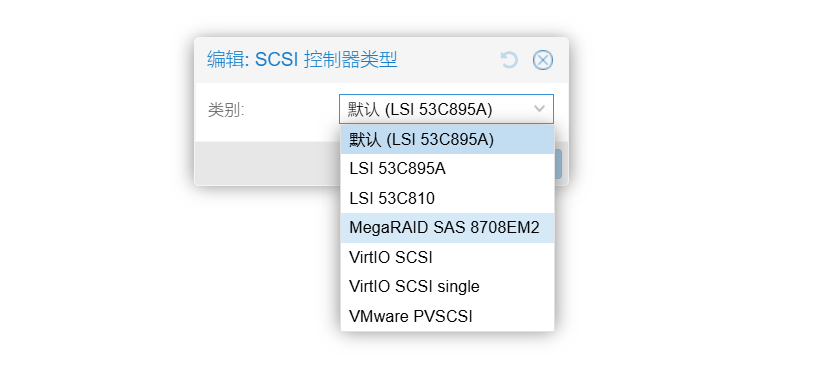 编辑: SCSI 控制器类型
类别: 默认 (LSI 53C895A)
默认 (LSI 53C895A)
LSI 53C895A
LSI 53C810
MegaRAID SAS 8708EM2
VirtIO SCSI
VirtIO SCSI single
VMware PVSCSI